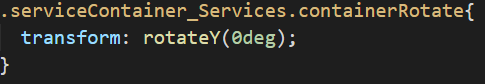 .serviceContainer_Services.containerRotate{
  transform: rotateY(0deg);
}